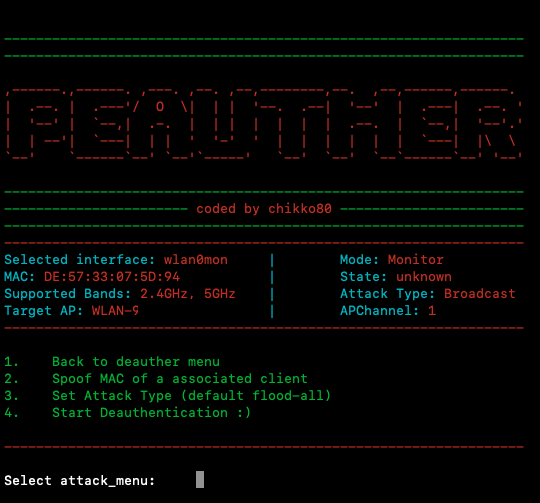 PEAUTHER
coded by chikko80
Selected interface: wlan0mon | Mode: Monitor
MAC: DE:57:33:07:5D:94 | State: unknown
Supported Bands: 2.4GHz, 5GHz | Attack Type: Broadcast
Target AP: WLAN-9 | APChannel: 1
1. Back to deauther menu
2. Spoof MAC of a associated client
3. Set Attack Type (default flood-all)
4. Start Deauthentication :)
Select attack_menu: